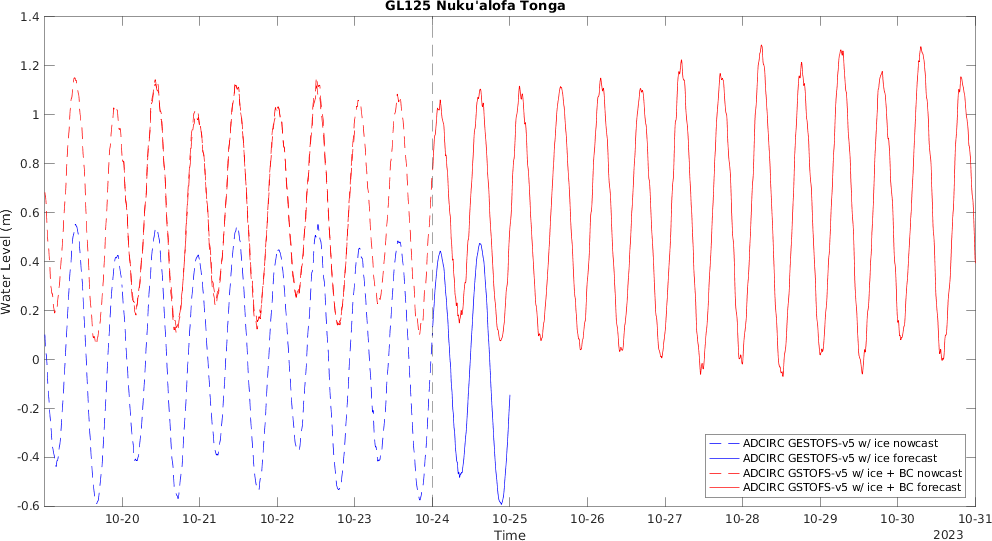 GL125 Nuku'alofa Tonga
Water Level (m)
1.4
1.2
1
0.8
0.6
0.4
0.2
0
-0.2
-0.4
-0.6
ADCIRC GESTOFS-v5 w/ ice nowcast
ADCIRC GESTOFS-v5 w/ ice forecast
ADCIRC GSTOFS-v5 w/ ice + BC nowcast
ADCIRC GSTOFS-v5 w/ ice + BC forecast
10-20 10-21 10-22 10-23 10-24 10-25 10-26 10-27 10-28 10-29 10-30 10-31
Time
2023